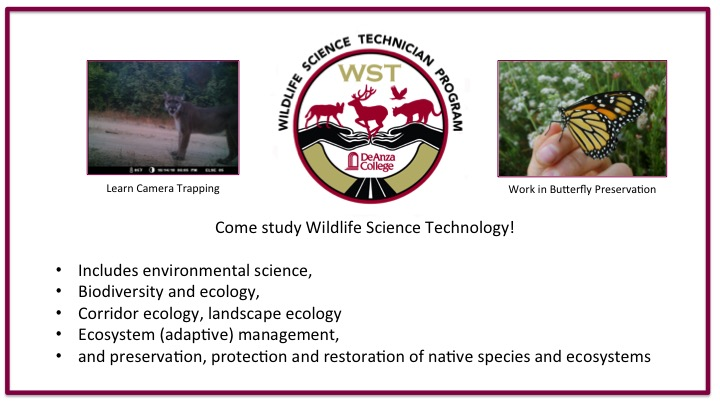 WILDLIFE SCIENCE TECHNICIAN PROGRAM
WST
DeAnza
College
Learn Camera Trapping
Work in Butterfly Preservation
Come study Wildlife Science Technology!
• Includes environmental science,
• Biodiversity and ecology,
• Corridor ecology, landscape ecology
• Ecosystem (adaptive) management,
• and preservation, protection and restoration of native species and ecosystems